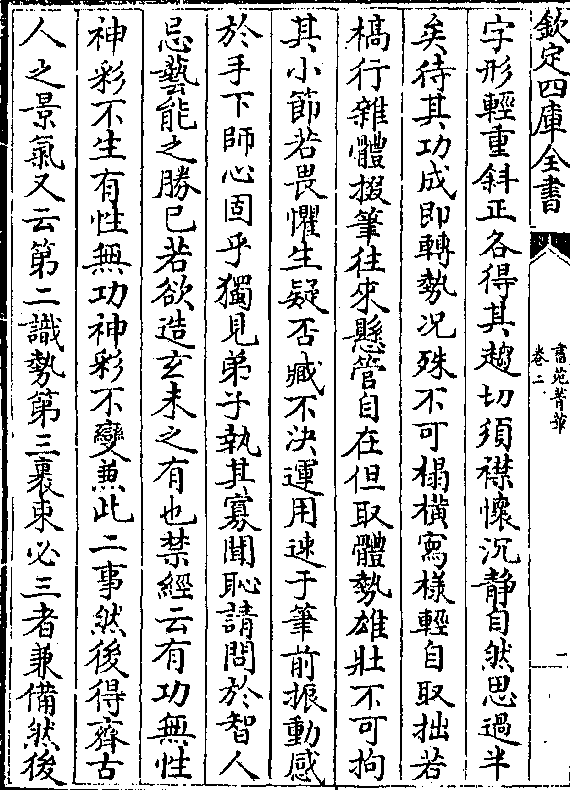 欽定四庫全書
書苑菁華
卷二
一
字形輕重斜正各得其趣切須襟懷沉靜自然思過半
矣待其功成即轉勢况殊不可榻横寫様輕自取拙若
槁行雜體掇筆往來懸管自在但取體勢雄壯不可拘
其小節若畏懼生疑否臧不決運用速于筆前振動感
於手下師心固乎獨見弟子執其寡聞恥請問於智人
忌藝能之勝已若欲造玄未之有也禁經云有功無性
神彩不生有性無功神彩不變兼此二事然後得齊古
人之景氣又云第二識勢第三裹束必三者兼備然後